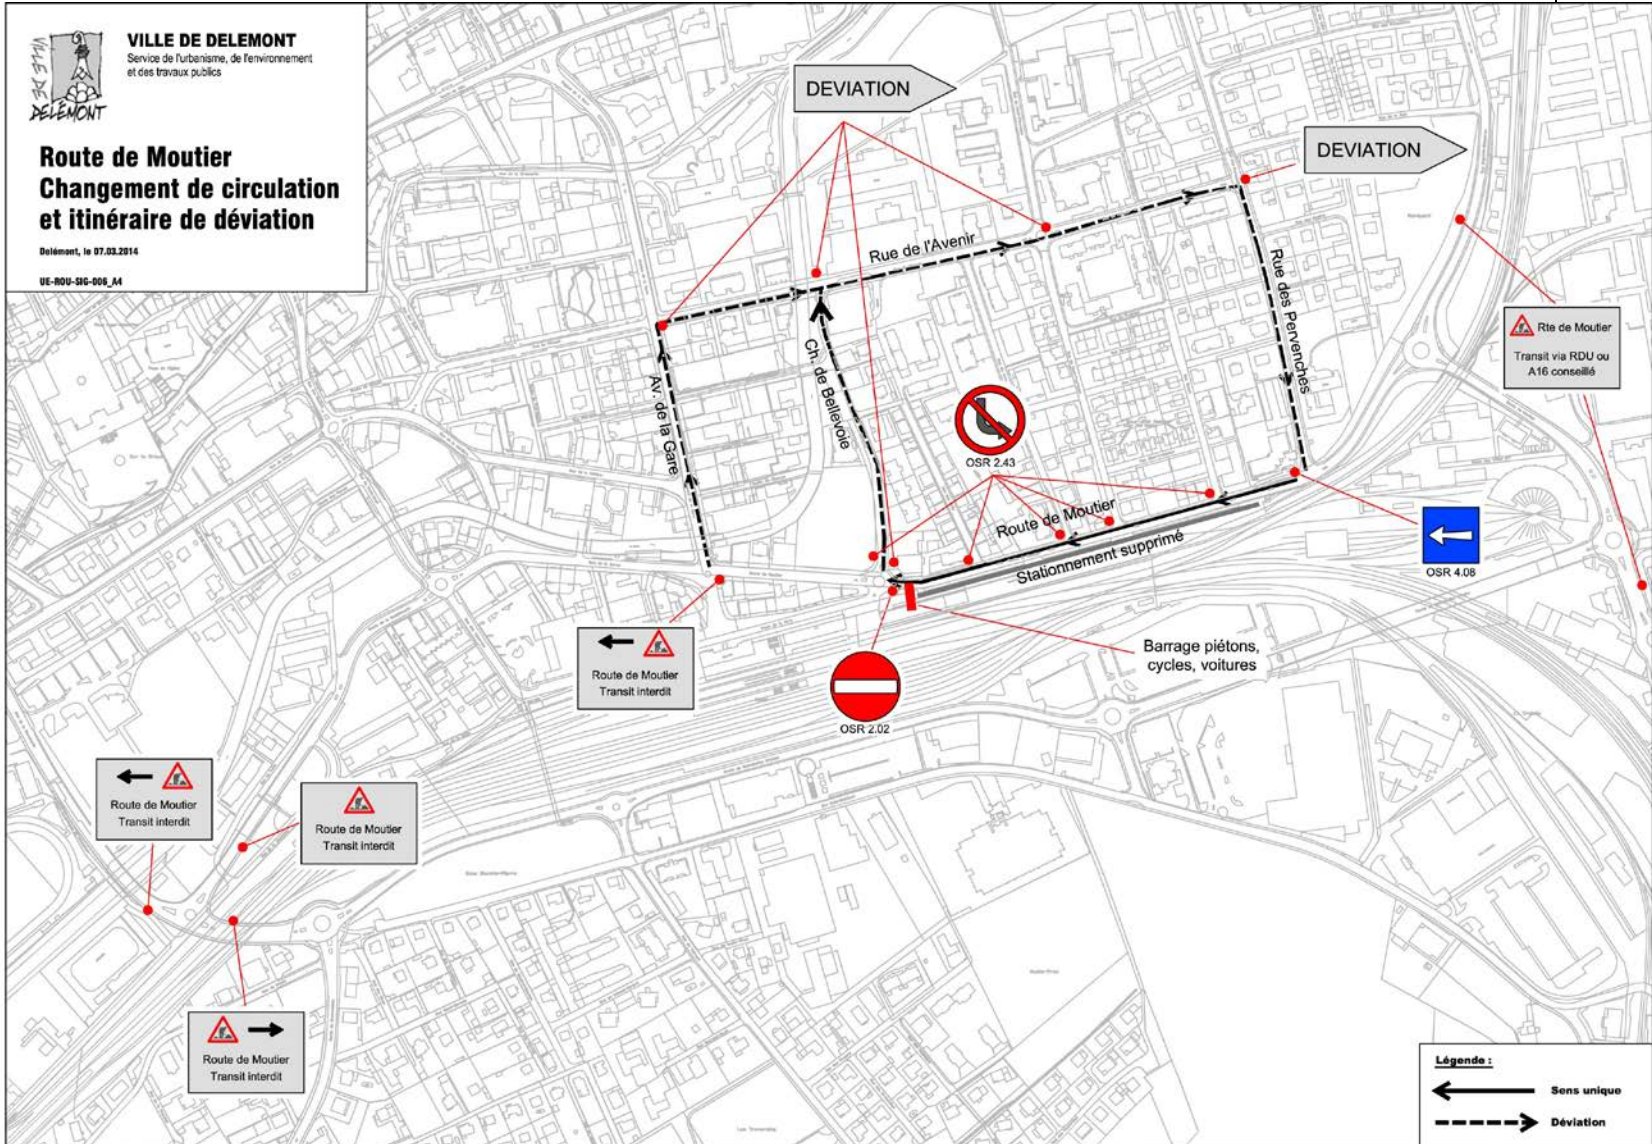 VILLE DE DELEMONT
Service de l'urbanisme, de l'environnement
et des travaux publics
VILLE DE
DELÉMONT
Route de Moutier
Changement de circulation
et itinéraire de déviation
Delémont, le 07.03.2014
UE-ROU-SIG-006_A4
DEVIATION
DEVIATION
Rue de l'Avenir
Rue des Pervenches
Rte de Moutier
Transit via RDU ou
A16 conseillé
Ch. de Bellevoie
Av. de la Gare
OSR 2.43
Route de Moutier
Stationnement supprimé
OSR 4.08
Route de Moutier
Transit interdit
OSR 2.02
Barrage piétons,
cycles, voitures
Route de Moutier
Transit interdit
Route de Moutier
Transit interdit
Route de Moutier
Transit interdit
Légende :
Sens unique
Déviation